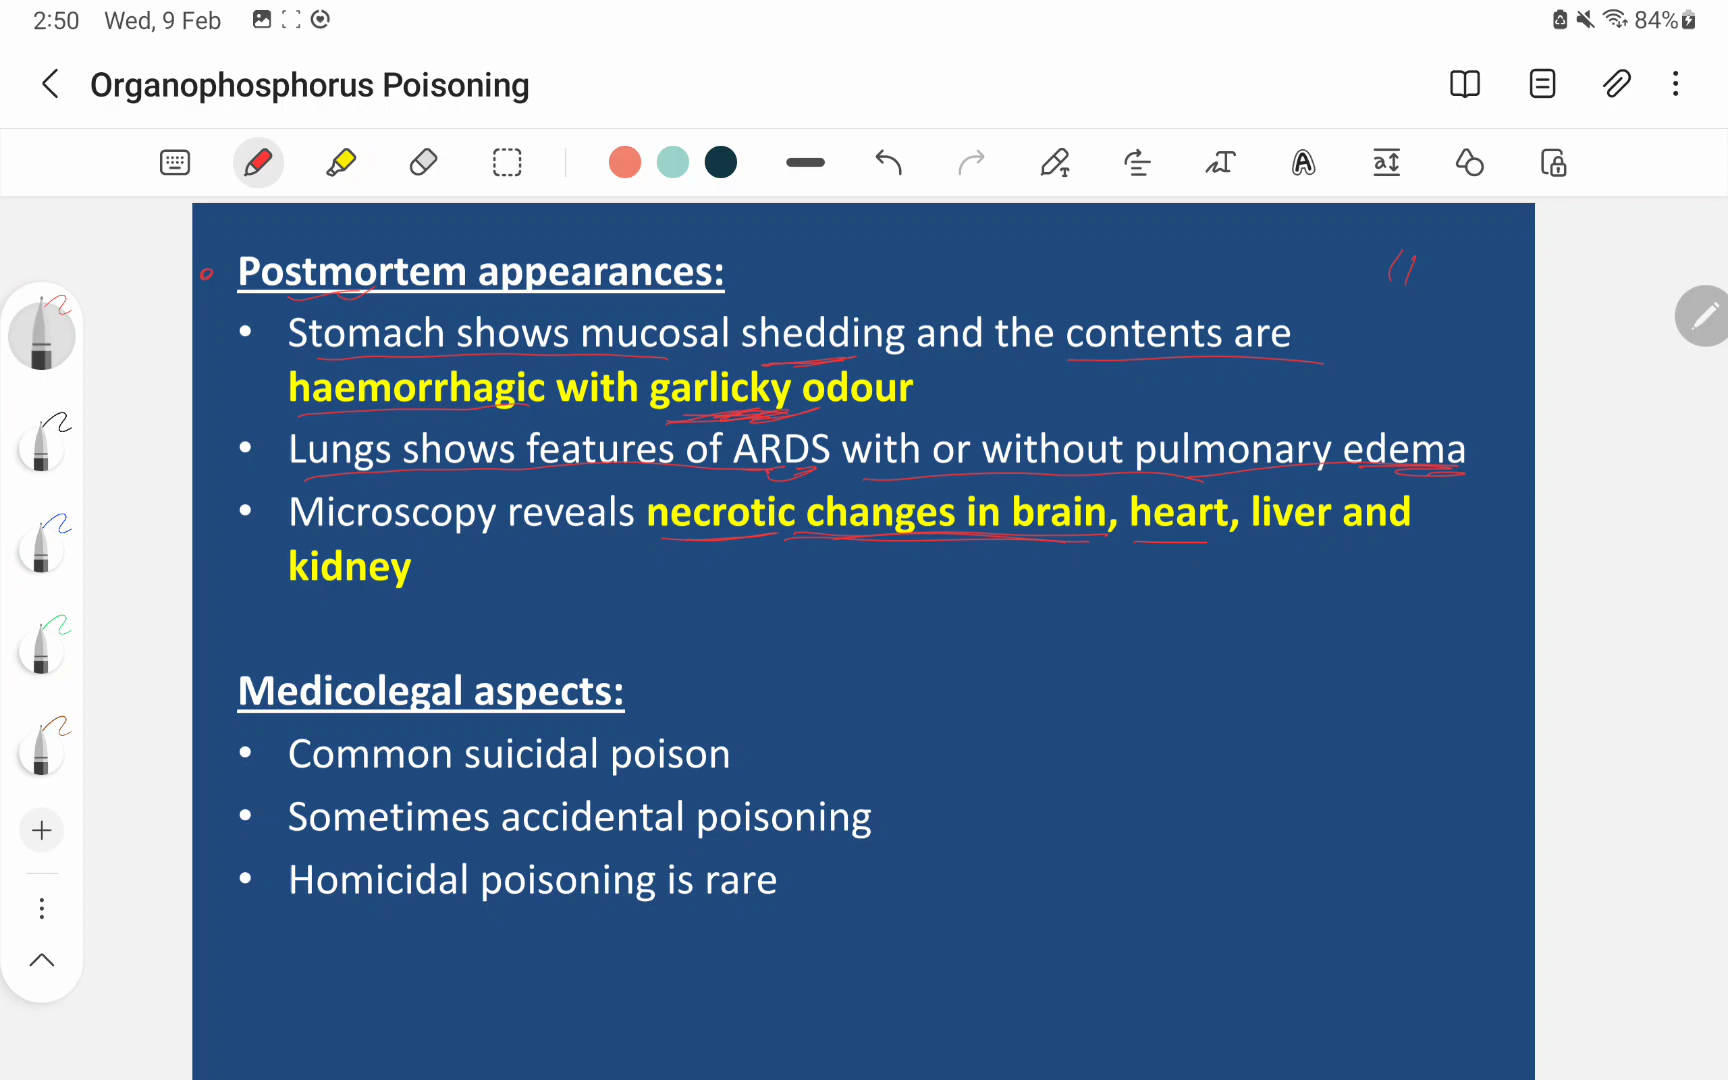 2:50 Wed, 9 Feb 84%
Organophosphorus Poisoning
Postmortem appearances:
• Stomach shows mucosal shedding and the contents are
haemorrhagic with garlicky odour
• Lungs shows features of ARDS with or without pulmonary edema
• Microscopy reveals necrotic changes in brain, heart, liver and
kidney
Medicolegal aspects:
• Common suicidal poison
• Sometimes accidental poisoning
• Homicidal poisoning is rare